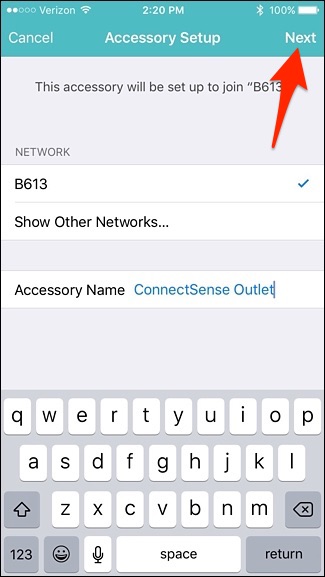 Verizon 2:20 PM 100%
Cancel Accessory Setup Next
This accessory will be set up to join “B613
NETWORK
B613
Show Other Networks...
Accessory Name ConnectSense Outlet
q w e r t y u i o p
a s d f g h j k l
z x c v b n m
123 space return